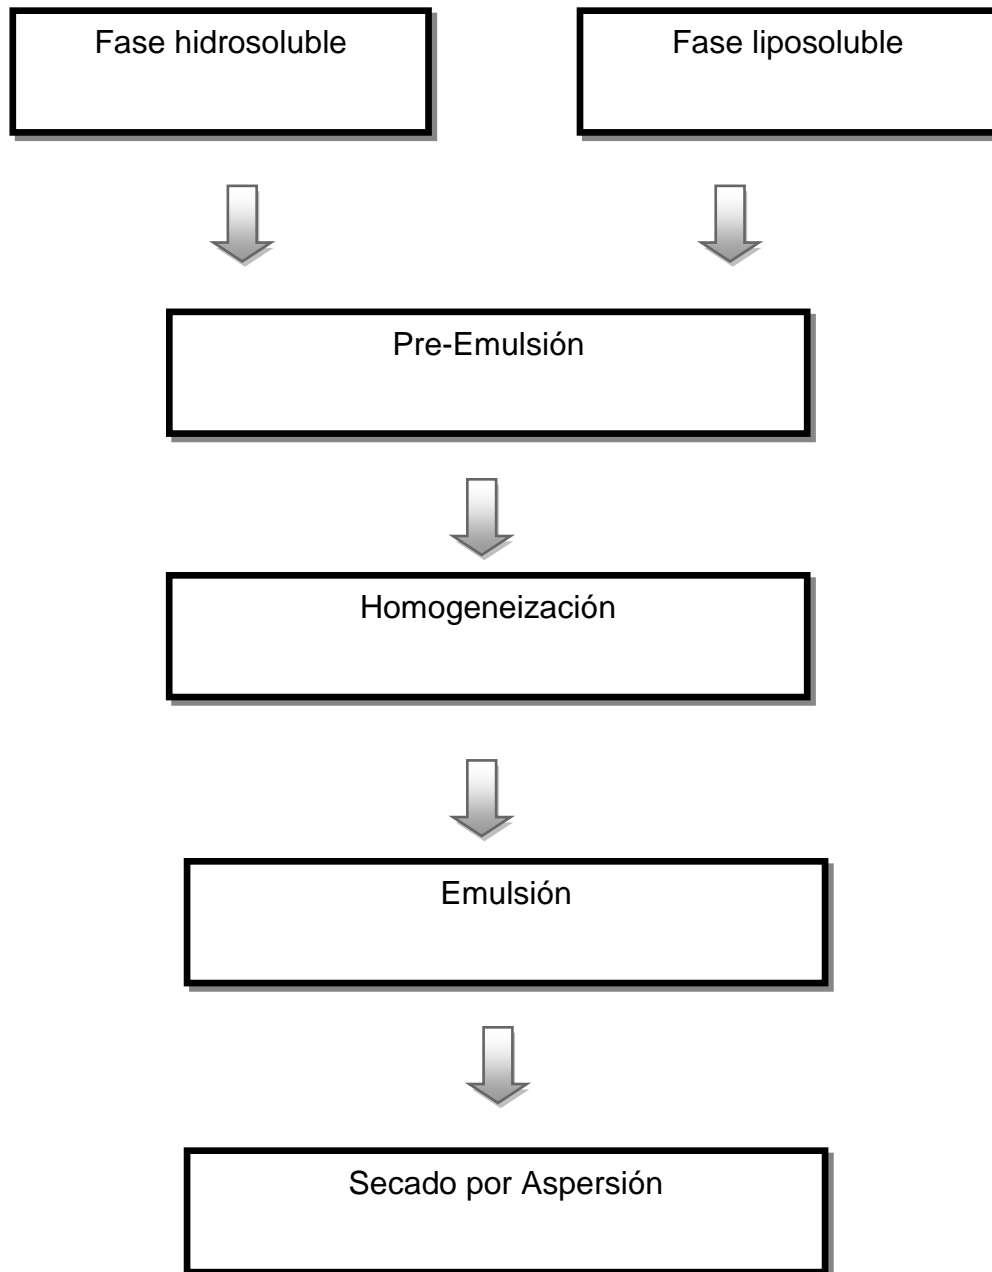 Fase hidrosoluble
Fase liposoluble
Pre-Emulsión
Homogeneización
Emulsión
Secado por Aspersión